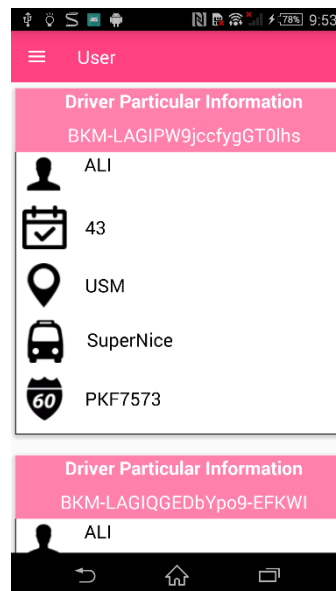 78% 9:53
User
Driver Particular Information
BKM-LAGIPW9jccfygGT0lhs
ALI
43
USM
SuperNice
60
PKF7573
Driver Particular Information
BKM-LAGIQGEDbYpo9-EFKWI
ALI